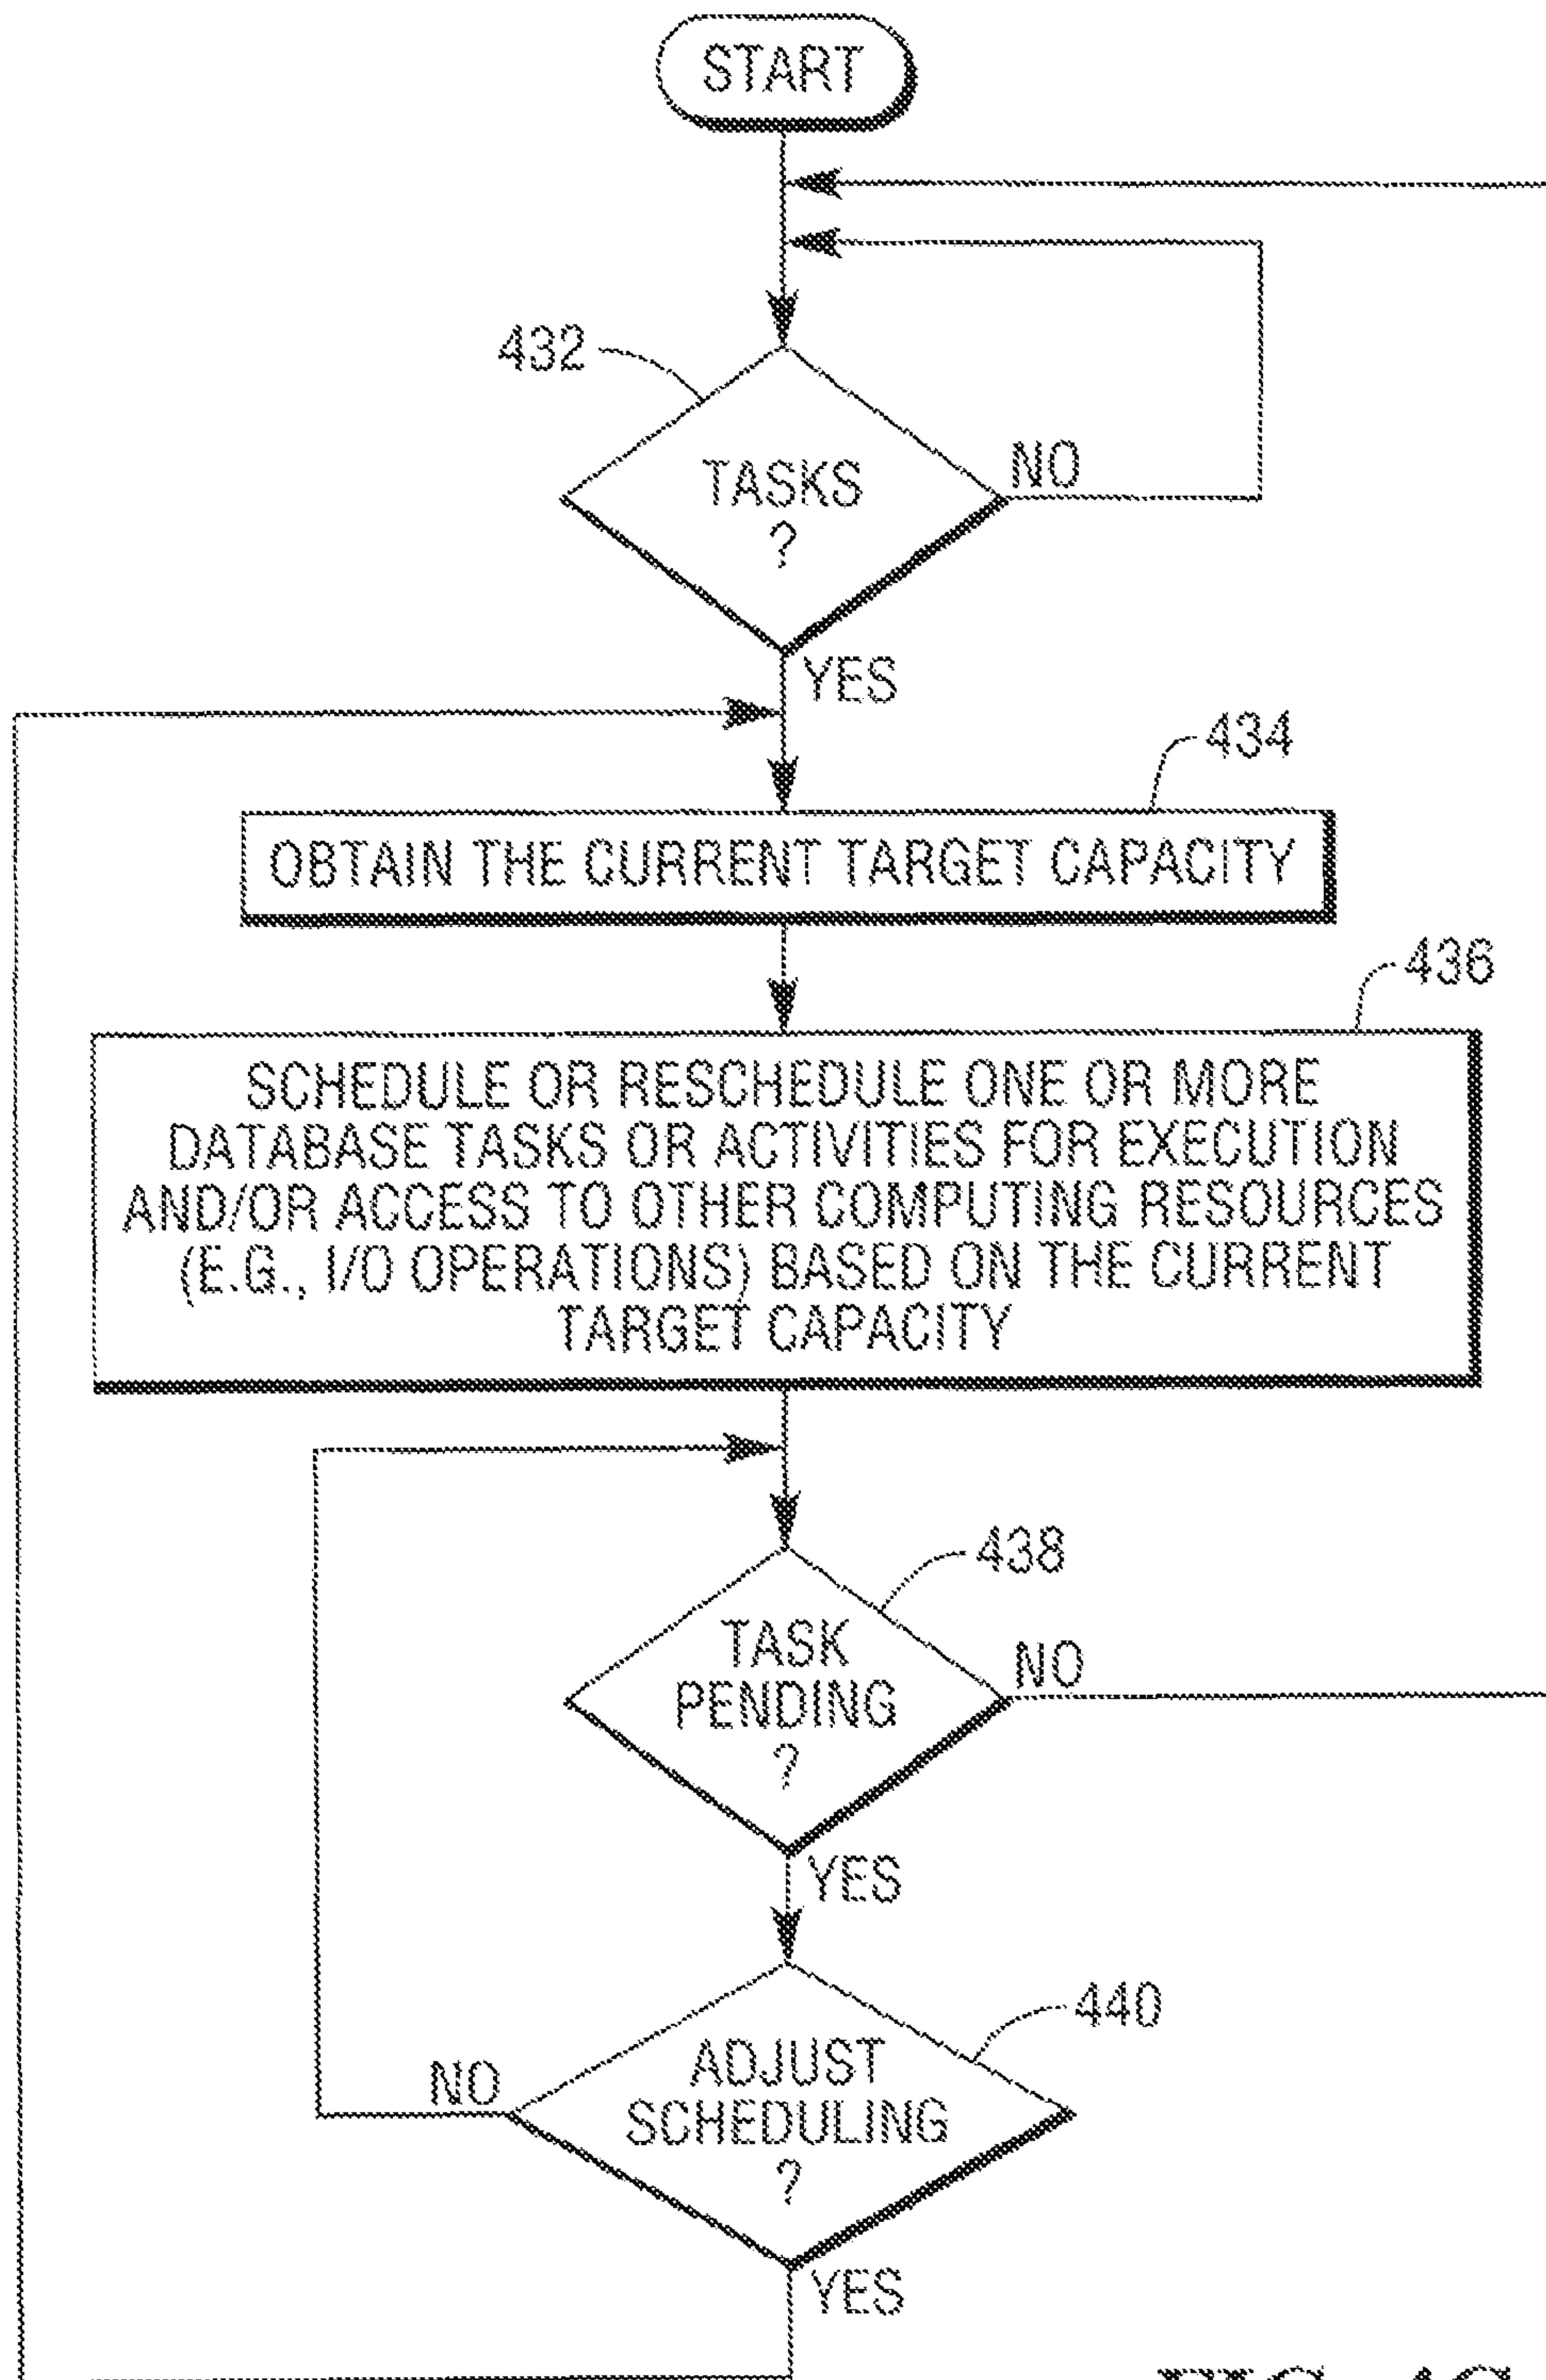 START
432
TASKS
?
NO
YES
434
OBTAIN THE CURRENT TARGET CAPACITY
436
SCHEDULE OR RESCHEDULE ONE OR MORE
DATABASE TASKS OR ACTIVITIES FOR EXECUTION
AND/OR ACCESS TO OTHER COMPUTING RESOURCES
(E.G., I/O OPERATIONS) BASED ON THE CURRENT
TARGET CAPACITY
438
TASK
PENDING
?
NO
YES
440
ADJUST
SCHEDULING
?
NO
YES